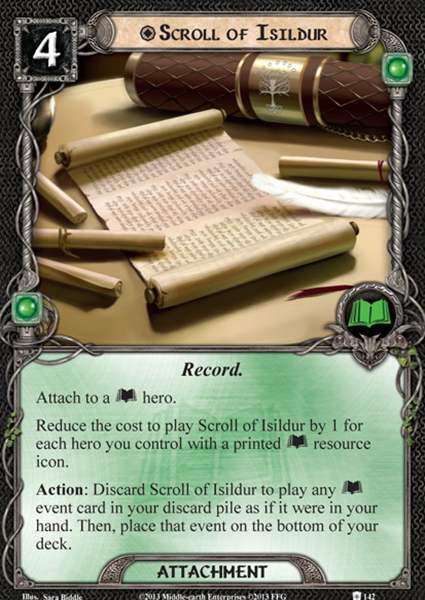 4
Scroll of Isildur
Record.
Attach to a hero.
Reduce the cost to play Scroll of Isildur by 1 for
each hero you control with a printed resource
icon.
Action: Discard Scroll of Isildur to play any
event card in your discard pile as if it were in your
hand. Then, place that event on the bottom of your
deck.
ATTACHMENT
Illus. Sara Biddle ©2013 Middle-earth Enterprises ©2013 FFG 142